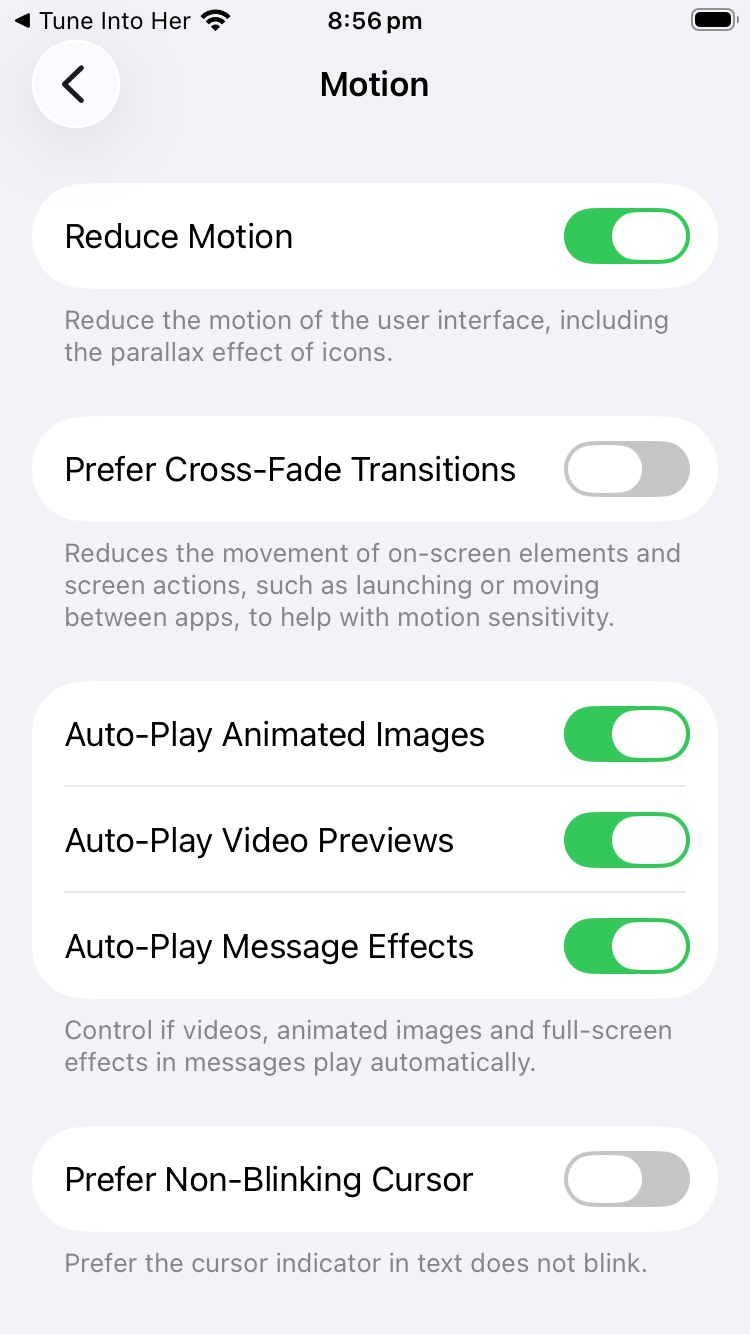 ◀ Tune Into Her 8:56 pm
Motion
Reduce Motion
Reduce the motion of the user interface, including
the parallax effect of icons.
Prefer Cross-Fade Transitions
Reduces the movement of on-screen elements and
screen actions, such as launching or moving
between apps, to help with motion sensitivity.
Auto-Play Animated Images
Auto-Play Video Previews
Auto-Play Message Effects
Control if videos, animated images and full-screen
effects in messages play automatically.
Prefer Non-Blinking Cursor
Prefer the cursor indicator in text does not blink.